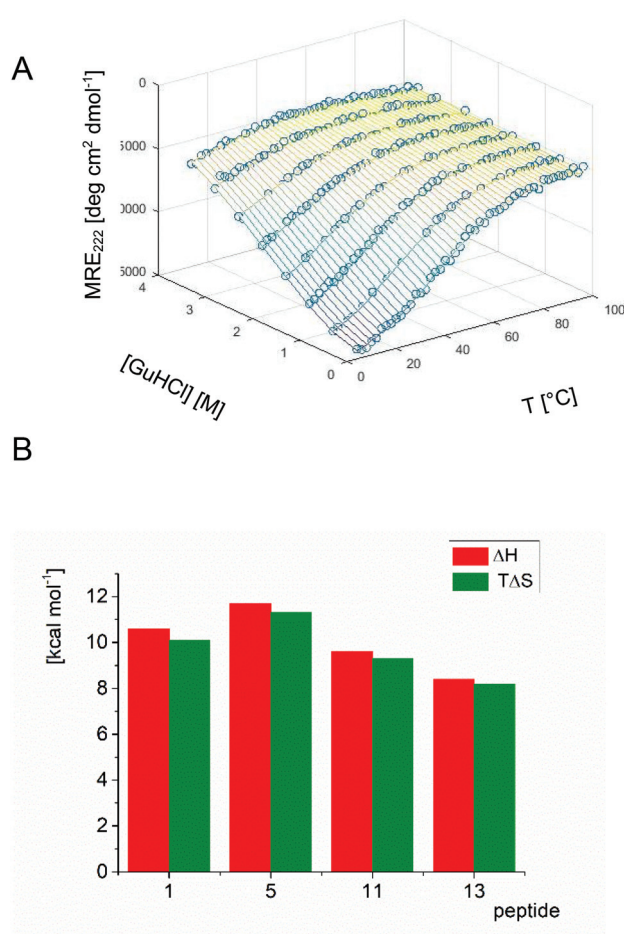 A
MRE₂₂₂ [deg cm² dmol⁻¹]
0
5000
0000
5000
4
3
2
1
0
[GuHCl] [M]
0
20
40
60
80
100
T [°C]
B
ΔH
TΔS
[kcal mol⁻¹]
12
10
8
6
4
2
0
1 5 11 13
peptide